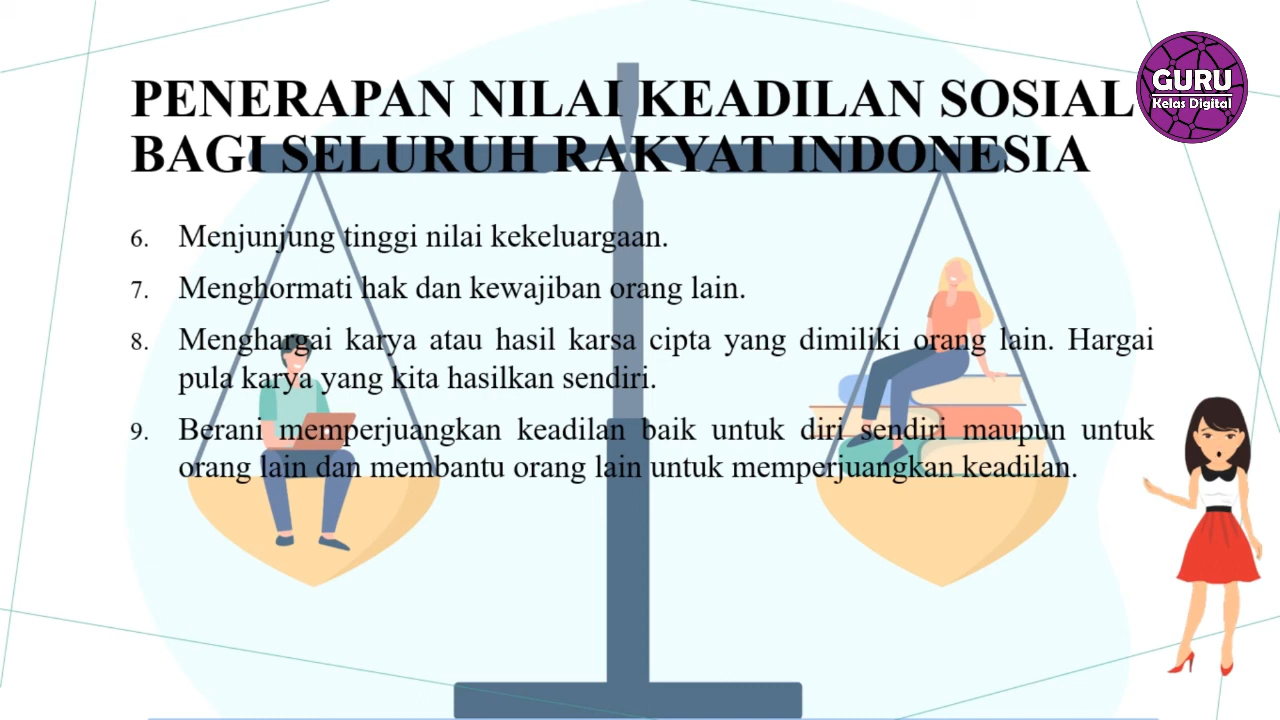 PENERAPAN NILAI KEADILAN SOSIAL
BAGI SELURUH RAKYAT INDONESIA
GURU
Kelas Digital
6. Menjunjung tinggi nilai kekeluargaan.
7. Menghormati hak dan kewajiban orang lain.
8. Menghargai karya atau hasil karsa cipta yang dimiliki orang lain. Hargai
pula karya yang kita hasilkan sendiri.
9. Berani memperjuangkan keadilan baik untuk diri sendiri maupun untuk
orang lain dan membantu orang lain untuk memperjuangkan keadilan.